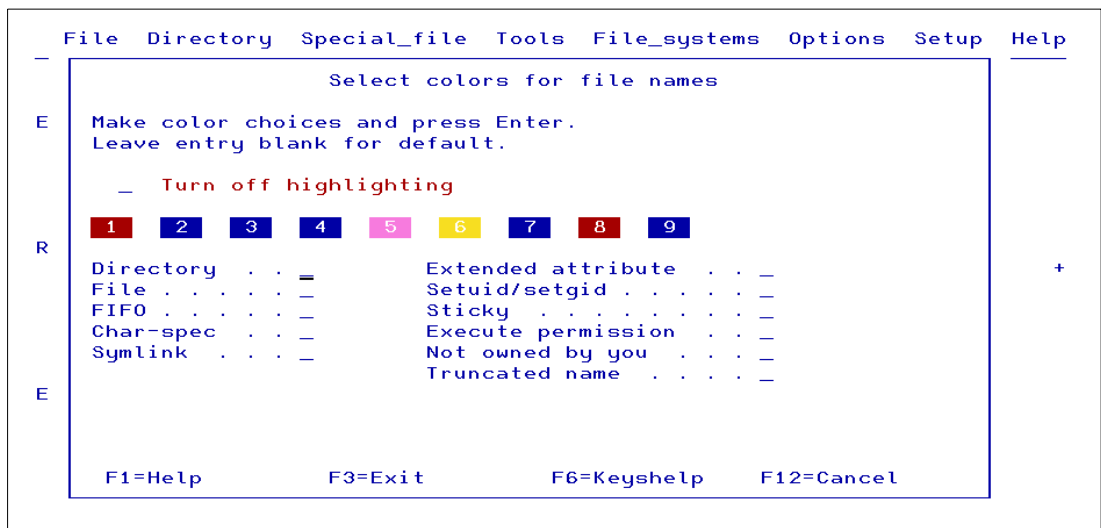 File Directory Special_file Tools File_systems Options Setup Help
Select colors for file names
E Make color choices and press Enter.
Leave entry blank for default.
_ Turn off highlighting
1 2 3 4 5 6 7 8 9
R
Directory . . _ Extended attribute . . _ +
File . . . . . _ Setuid/setgid . . . . . _
FIFO . . . . . _ Sticky . . . . . . . . _
Char-spec . . _ Execute permission . . _
Symlink . . . _ Not owned by you . . . _
Truncated name . . . . _
E
F1=Help F3=Exit F6=Keyshelp F12=Cancel